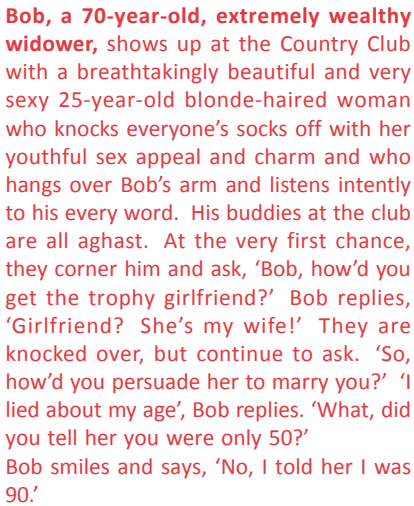 Bob, a 70-year-old, extremely wealthy
widower, shows up at the Country Club
with a breathtakingly beautiful and very
sexy 25-year-old blonde-haired woman
who knocks everyone’s socks off with her
youthful sex appeal and charm and who
hangs over Bob’s arm and listens intently
to his every word.  His buddies at the club
are all aghast.  At the very first chance,
they corner him and ask, ‘Bob, how’d you
get the trophy girlfriend?’  Bob replies,
‘Girlfriend?  She’s my wife!’  They are
knocked over, but continue to ask.  ‘So,
how’d you persuade her to marry you?’  ‘I
lied about my age’, Bob replies. ‘What, did
you tell her you were only 50?’
Bob smiles and says, ‘No, I told her I was
90.’